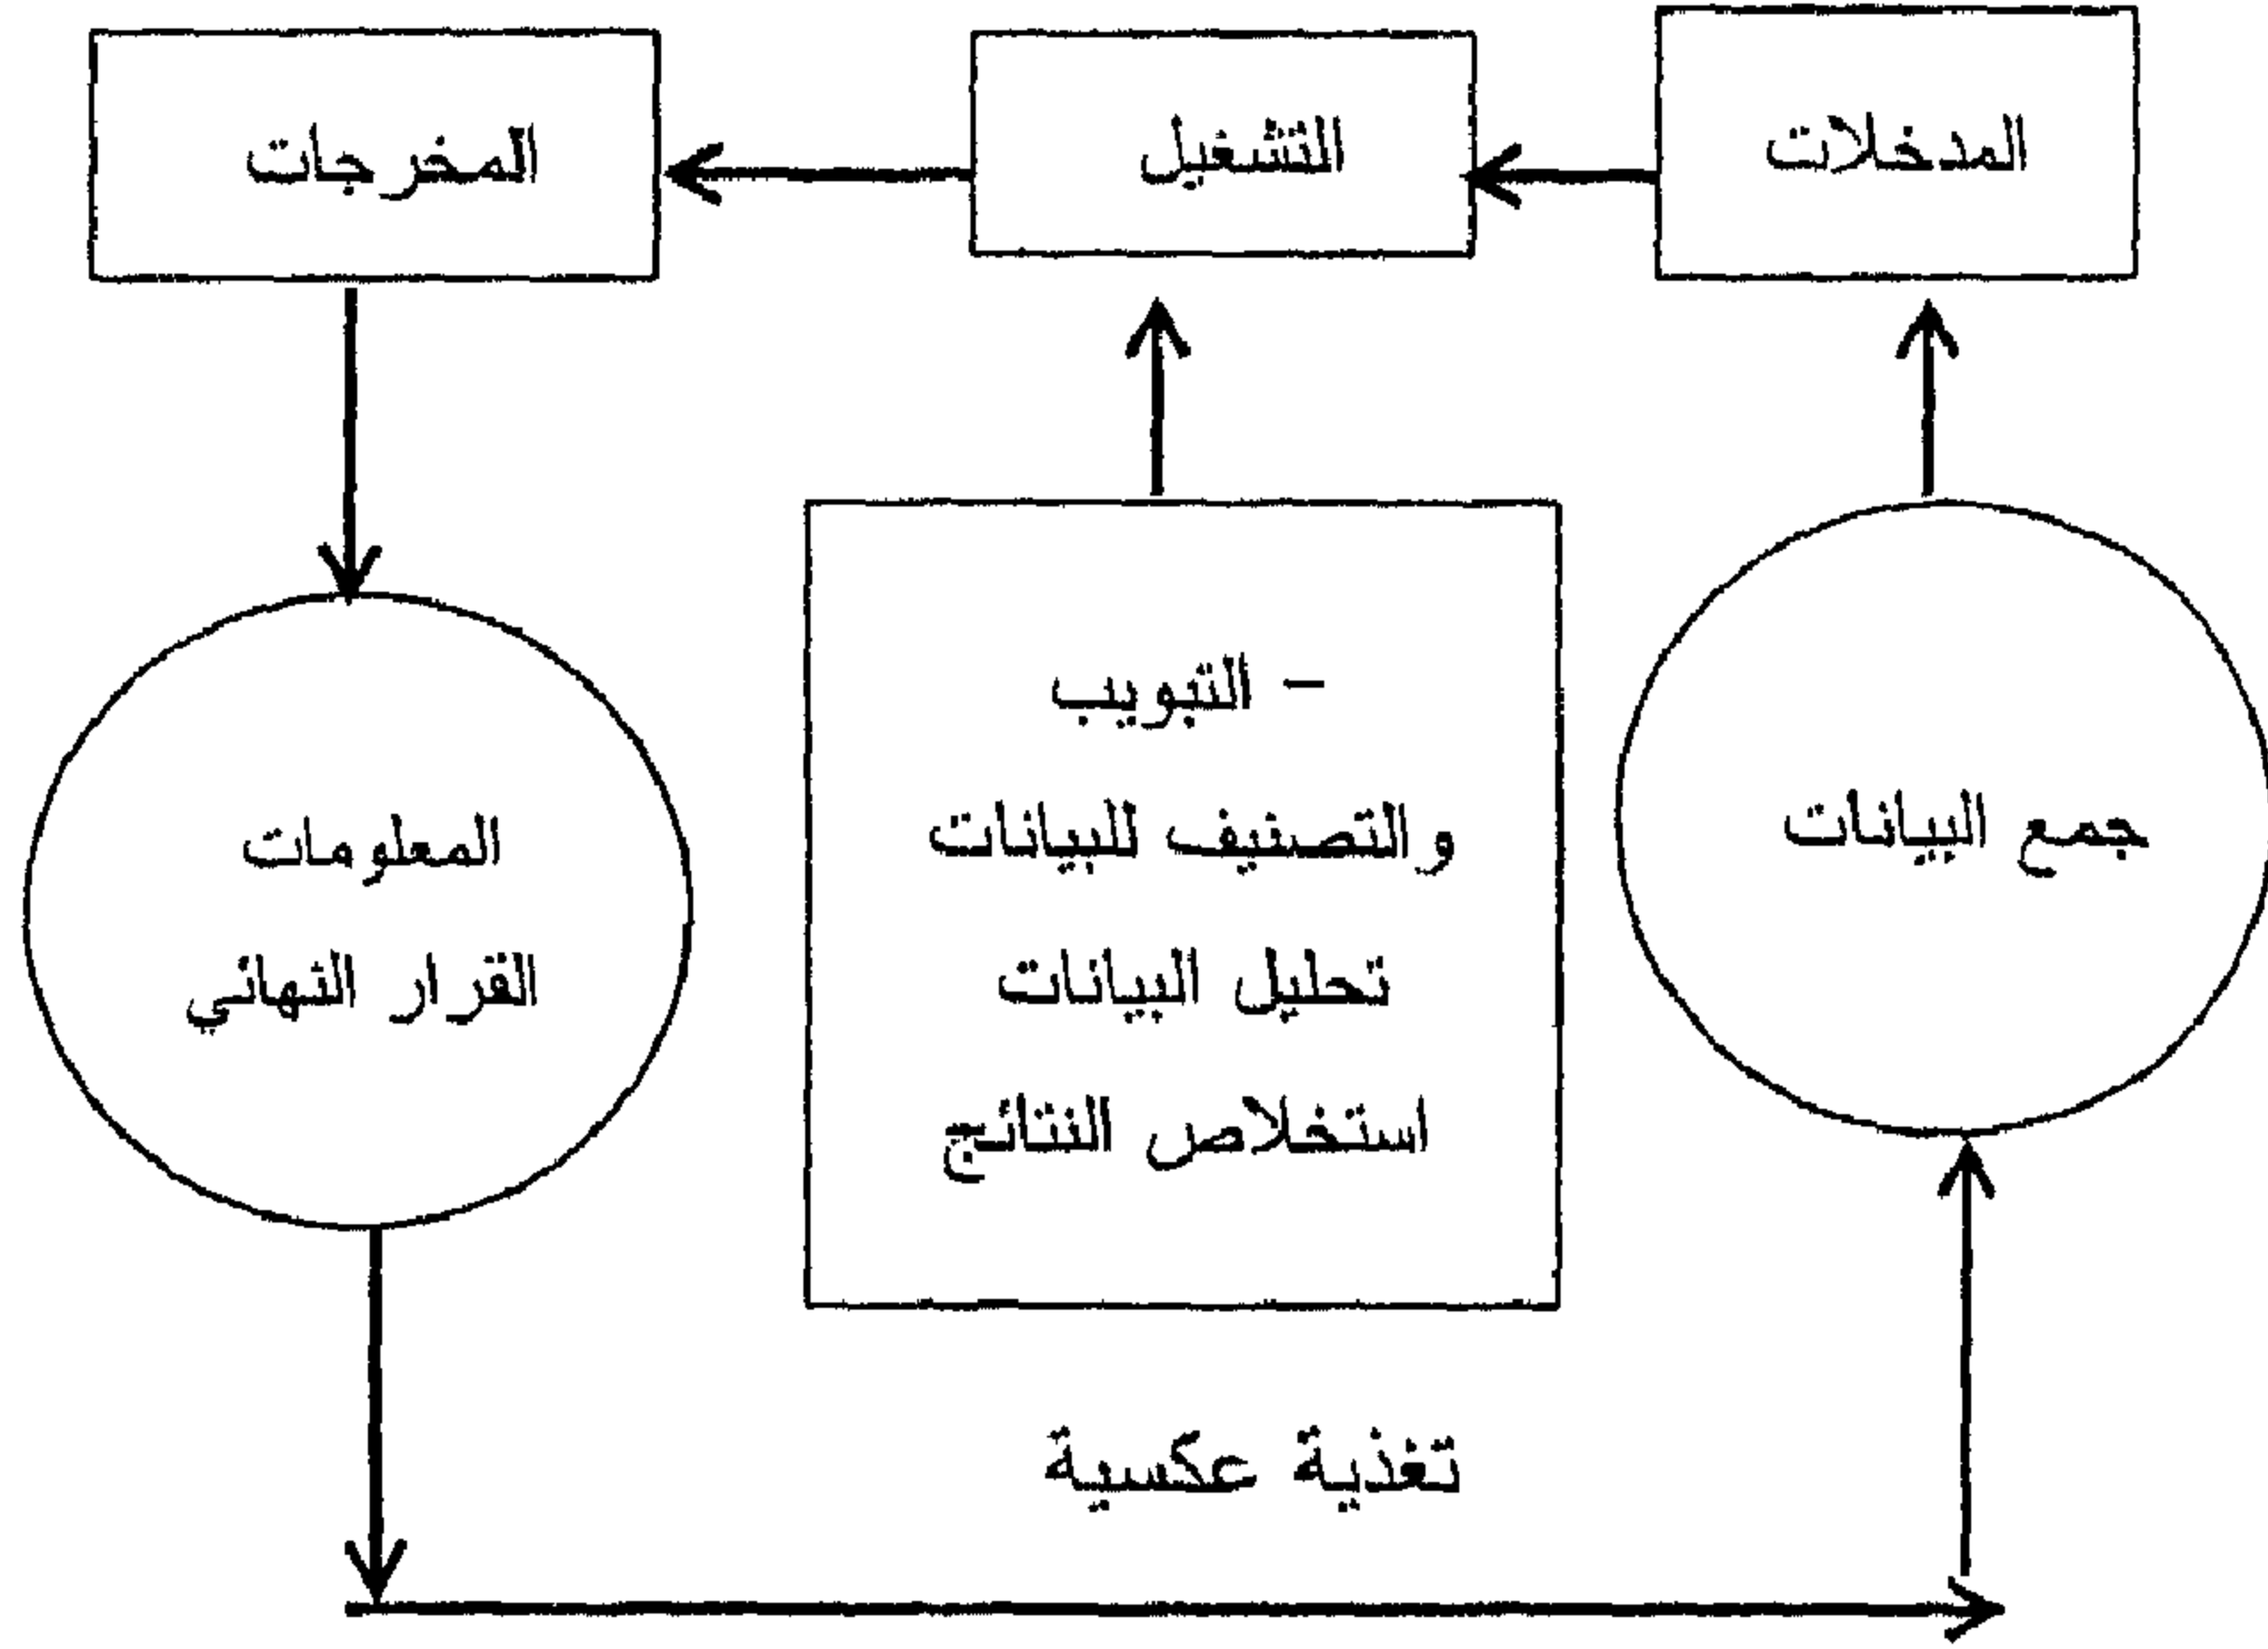 المدخلات
التشغيل
المخرجات
جمع البيانات
- التبويب
والتصنيف للبيانات
تحليل البيانات
استخلاص النتائج
المعلومات
القرار النهائي
تغذية عكسية